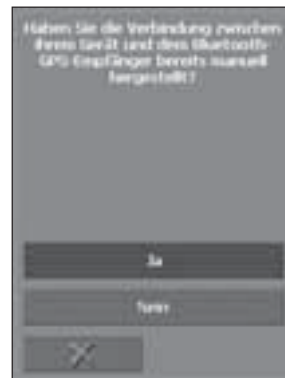 Haben Sie die Verbindung zwischen
Ihrem Gerät und dem Bluetooth-
GPS Empfänger bereits manuell
hergestellt?
Ja
Nein